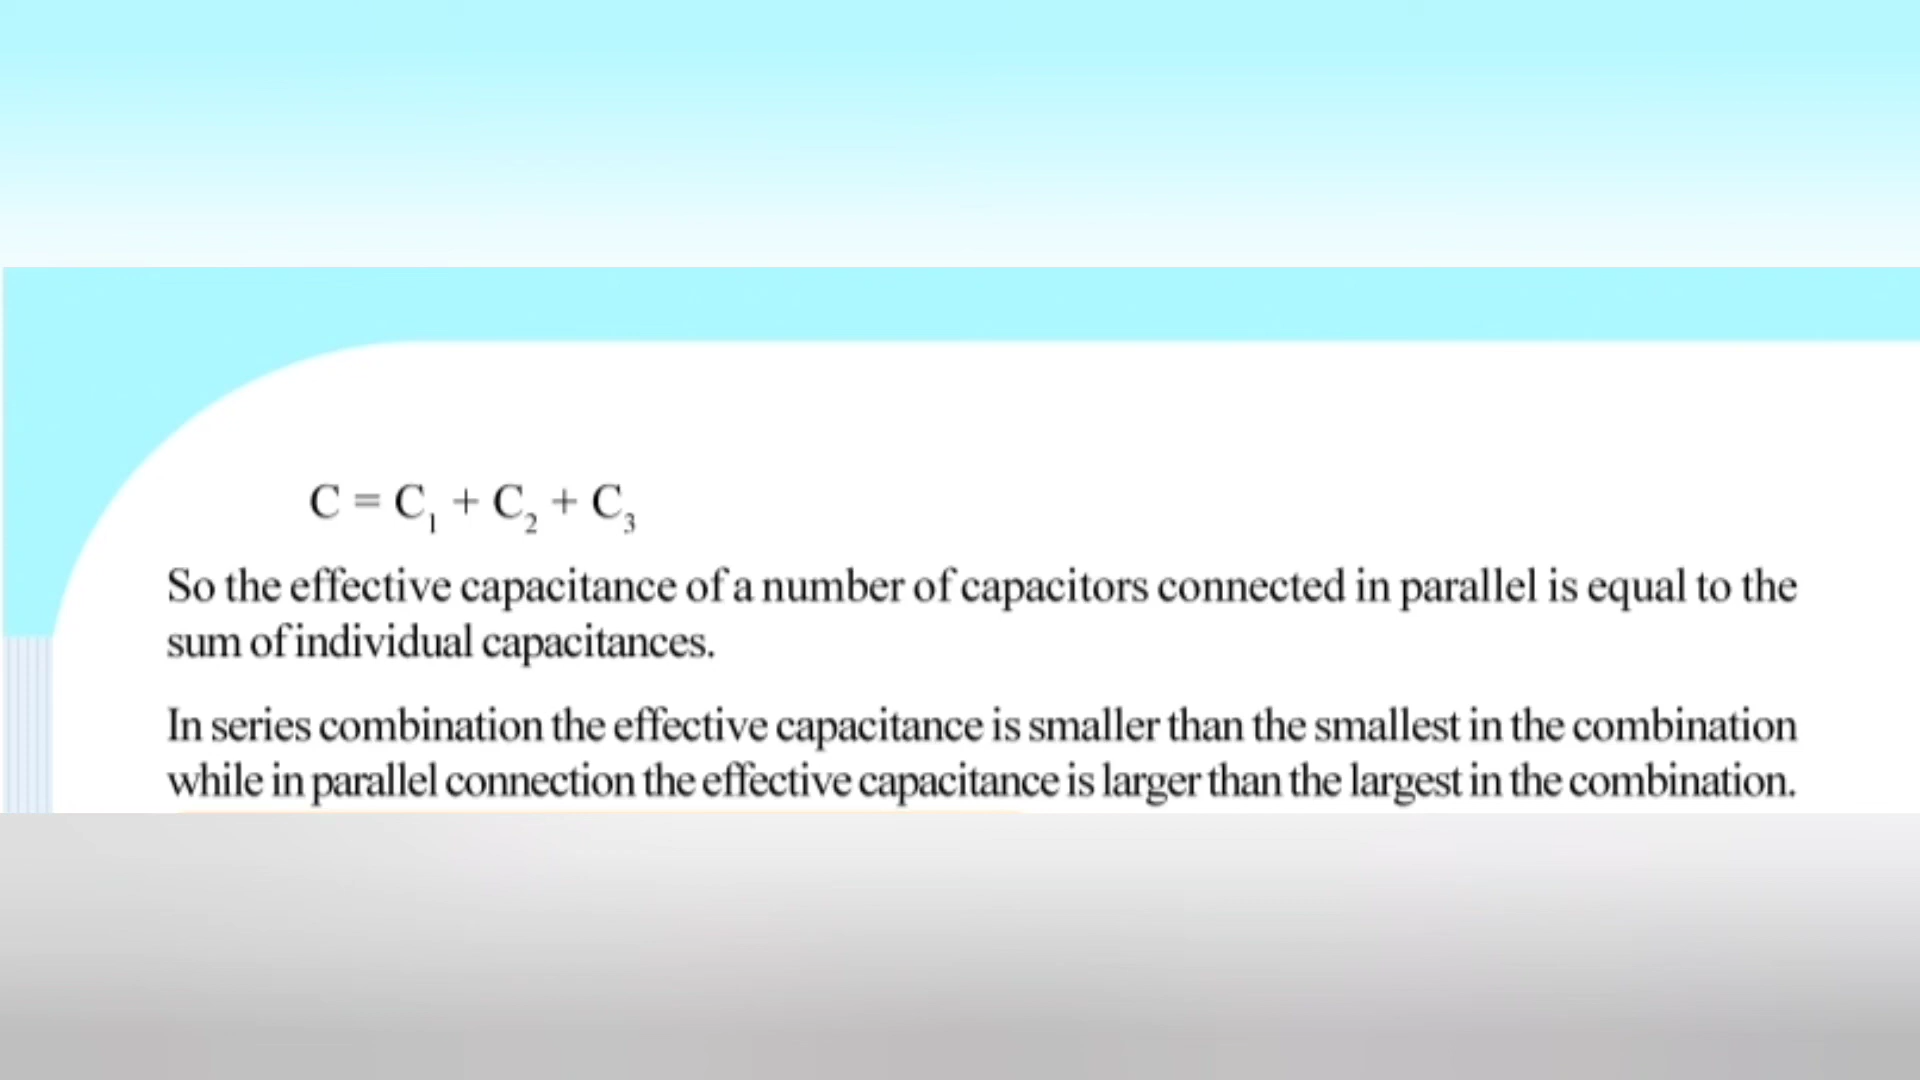 C = C₁ + C₂ + C₃
So the effective capacitance of a number of capacitors connected in parallel is equal to the
sum of individual capacitances.
In series combination the effective capacitance is smaller than the smallest in the combination
while in parallel connection the effective capacitance is larger than the largest in the combination.